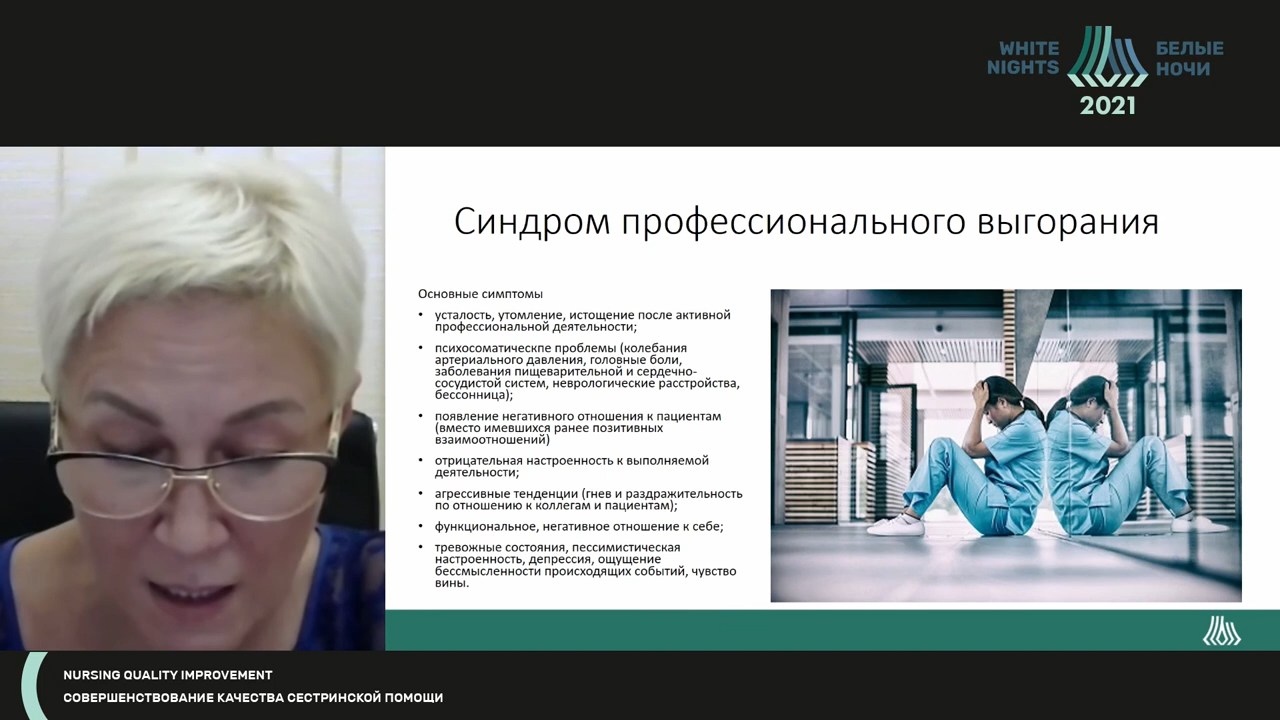 WHITE
NIGHTS
БЕЛЫЕ
НОЧИ
2021
Синдром профессионального выгорания
Основные симптомы
• усталость, утомление, истощение после активной
профессиональной деятельности;
• психосоматическпе проблемы (колебания
артериального давления, головные боли,
заболевания пищеварительной и сердечно-
сосудистой систем, неврологические расстройства,
бессонница);
• появление негативного отношения к пациентам
(вместо имевшихся ранее позитивных
взаимоотношений)
• отрицательная настроенность к выполняемой
деятельности;
• агрессивные тенденции (гнев и раздражительность
по отношению к коллегам и пациентам);
• функциональное, негативное отношение к себе;
• тревожные состояния, пессимистическая
настроенность, депрессия, ощущение
бессмысленности происходящих событий, чувство
вины.
NURSING QUALITY IMPROVEMENT
СОВЕРШЕНСТВОВАНИЕ КАЧЕСТВА СЕСТРИНСКОЙ ПОМОЩИ